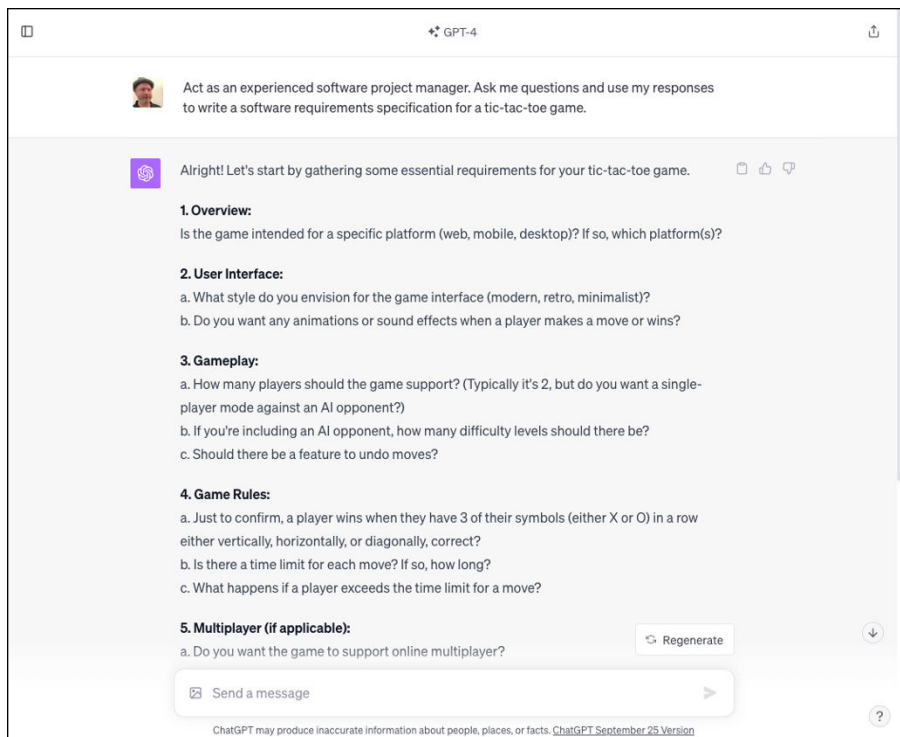 GPT-4
Act as an experienced software project manager. Ask me questions and use my responses
to write a software requirements specification for a tic-tac-toe game.
Alright! Let's start by gathering some essential requirements for your tic-tac-toe game.
1. Overview:
Is the game intended for a specific platform (web, mobile, desktop)? If so, which platform(s)?
2. User Interface:
a. What style do you envision for the game interface (modern, retro, minimalist)?
b. Do you want any animations or sound effects when a player makes a move or wins?
3. Gameplay:
a. How many players should the game support? (Typically it's 2, but do you want a single-
player mode against an AI opponent?)
b. If you're including an AI opponent, how many difficulty levels should there be?
c. Should there be a feature to undo moves?
4. Game Rules:
a. Just to confirm, a player wins when they have 3 of their symbols (either X or O) in a row
either vertically, horizontally, or diagonally, correct?
b. Is there a time limit for each move? If so, how long?
c. What happens if a player exceeds the time limit for a move?
5. Multiplayer (if applicable):
Regenerate
a. Do you want the game to support online multiplayer?
Send a message
?
ChatGPT may produce inaccurate information about people, places, or facts. ChatGPT September 25 Version